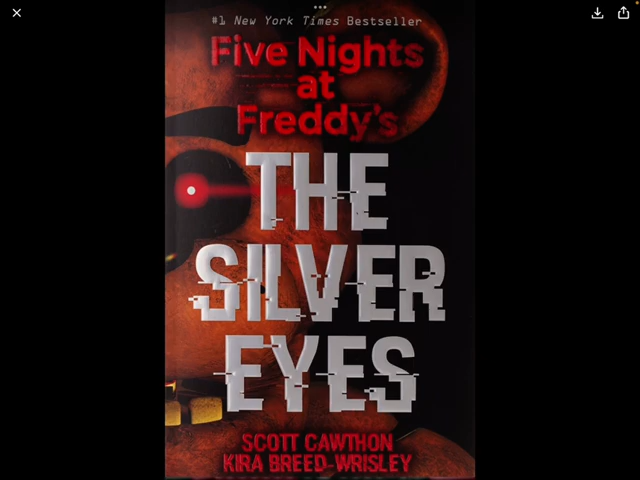 #1 New York Times Bestseller
Five Nights
at
Freddy's
THE
SILVER
EYES
SCOTT CAWTHON
KIRA BREED-WRISLEY